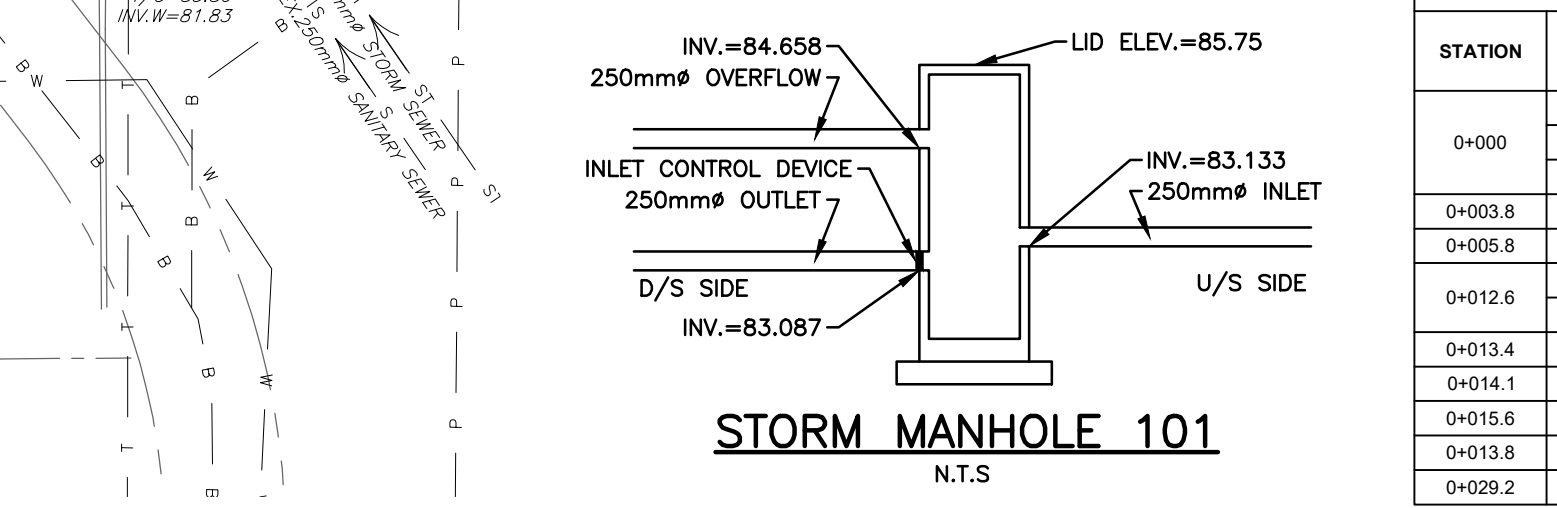 INV.W=81.83
STORM SEWER
EX.250mmø SANITARY SEWER
S
ST
ST
B
W
B
B
B
W
B
B
B
B
W
B
T
T
T
T
T
P
P
P
P
P
INV.=84.658
250mmø OVERFLOW
LID ELEV.=85.75
INLET CONTROL DEVICE
250mmø OUTLET
INV.=83.133
250mmø INLET
D/S SIDE
U/S SIDE
INV.=83.087
STORM MANHOLE 101
N.T.S
STATION
0+000
0+003.8
0+005.8
0+012.6
0+013.4
0+014.1
0+015.6
0+013.8
0+029.2